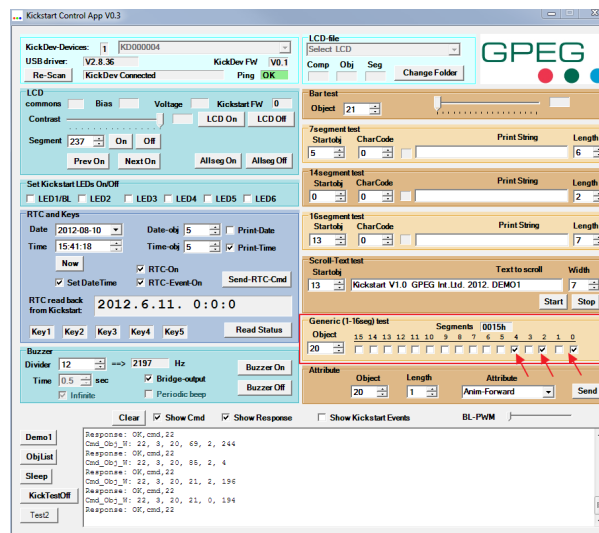 Kickstart Control App V0.3
KickDev-Devices: 1 KD000004
USB driver: V2.8.36 KickDev FW V0.1
Re-Scan KickDev Connected Ping OK
LCD-file
Select LCD
Comp Obj Seg
Change Folder
GPEG
LCD
commons Bias Voltage Kickstart FW 0
Contrast LCD On LCD Off
Segment 237 On Off
Prev On Next On Allseg On Allseg Off
Set Kickstart LEDs On/Off
LED1/BL LED2 LED3 LED4 LED5 LED6
RTC and Keys
Date 2012-08-10 Date-obj 5 Print-Date
Time 15:41:18 Time-obj 5 Print-Time
Now RTC-On
Set DateTime RTC-Event-On Send-RTC-Cmd
RTC read back
from Kickstart: 2012.6.11. 0:0:0
Key1 Key2 Key3 Key4 Key5 Read Status
Buzzer
Divider 12 ==> 2197 Hz Buzzer On
Time 0.5 sec Bridge-output Buzzer Off
Infinite Periodic beep
Bar test
Object 21
7segment test
Startobj CharCode Print String Length
5 0 6
14segment test
Startobj CharCode Print String Length
0 0 2
16segment test
Startobj CharCode Print String Length
13 0 7
Scroll-Text test
Startobj Text to scroll Width
13 Kickstart V1.0 GPEG Int.Ltd. 2012. DEMO1 7
Start Stop
Generic (1-16seg) test
Segments 0015h
Object 15 14 13 12 11 10 9 8 7 6 5 4 3 2 1 0
20
Attribute
Object Length Attribute
20 1 Anim-Forward Send
Clear Show Cmd Show Response Show Kickstart Events BL-PWM
Demo1
ObjList
Sleep
KickTestOff
Test2
Response: OK,cmd,22
Cmd_Obj_W: 22, 3, 20, 69, 2, 244
Response: OK,cmd,22
Cmd_Obj_W: 22, 3, 20, 85, 2, 4
Response: OK,cmd,22
Cmd_Obj_W: 22, 3, 20, 21, 2, 196
Response: OK,cmd,22
Cmd_Obj_W: 22, 3, 20, 21, 0, 194
Response: OK,cmd,22